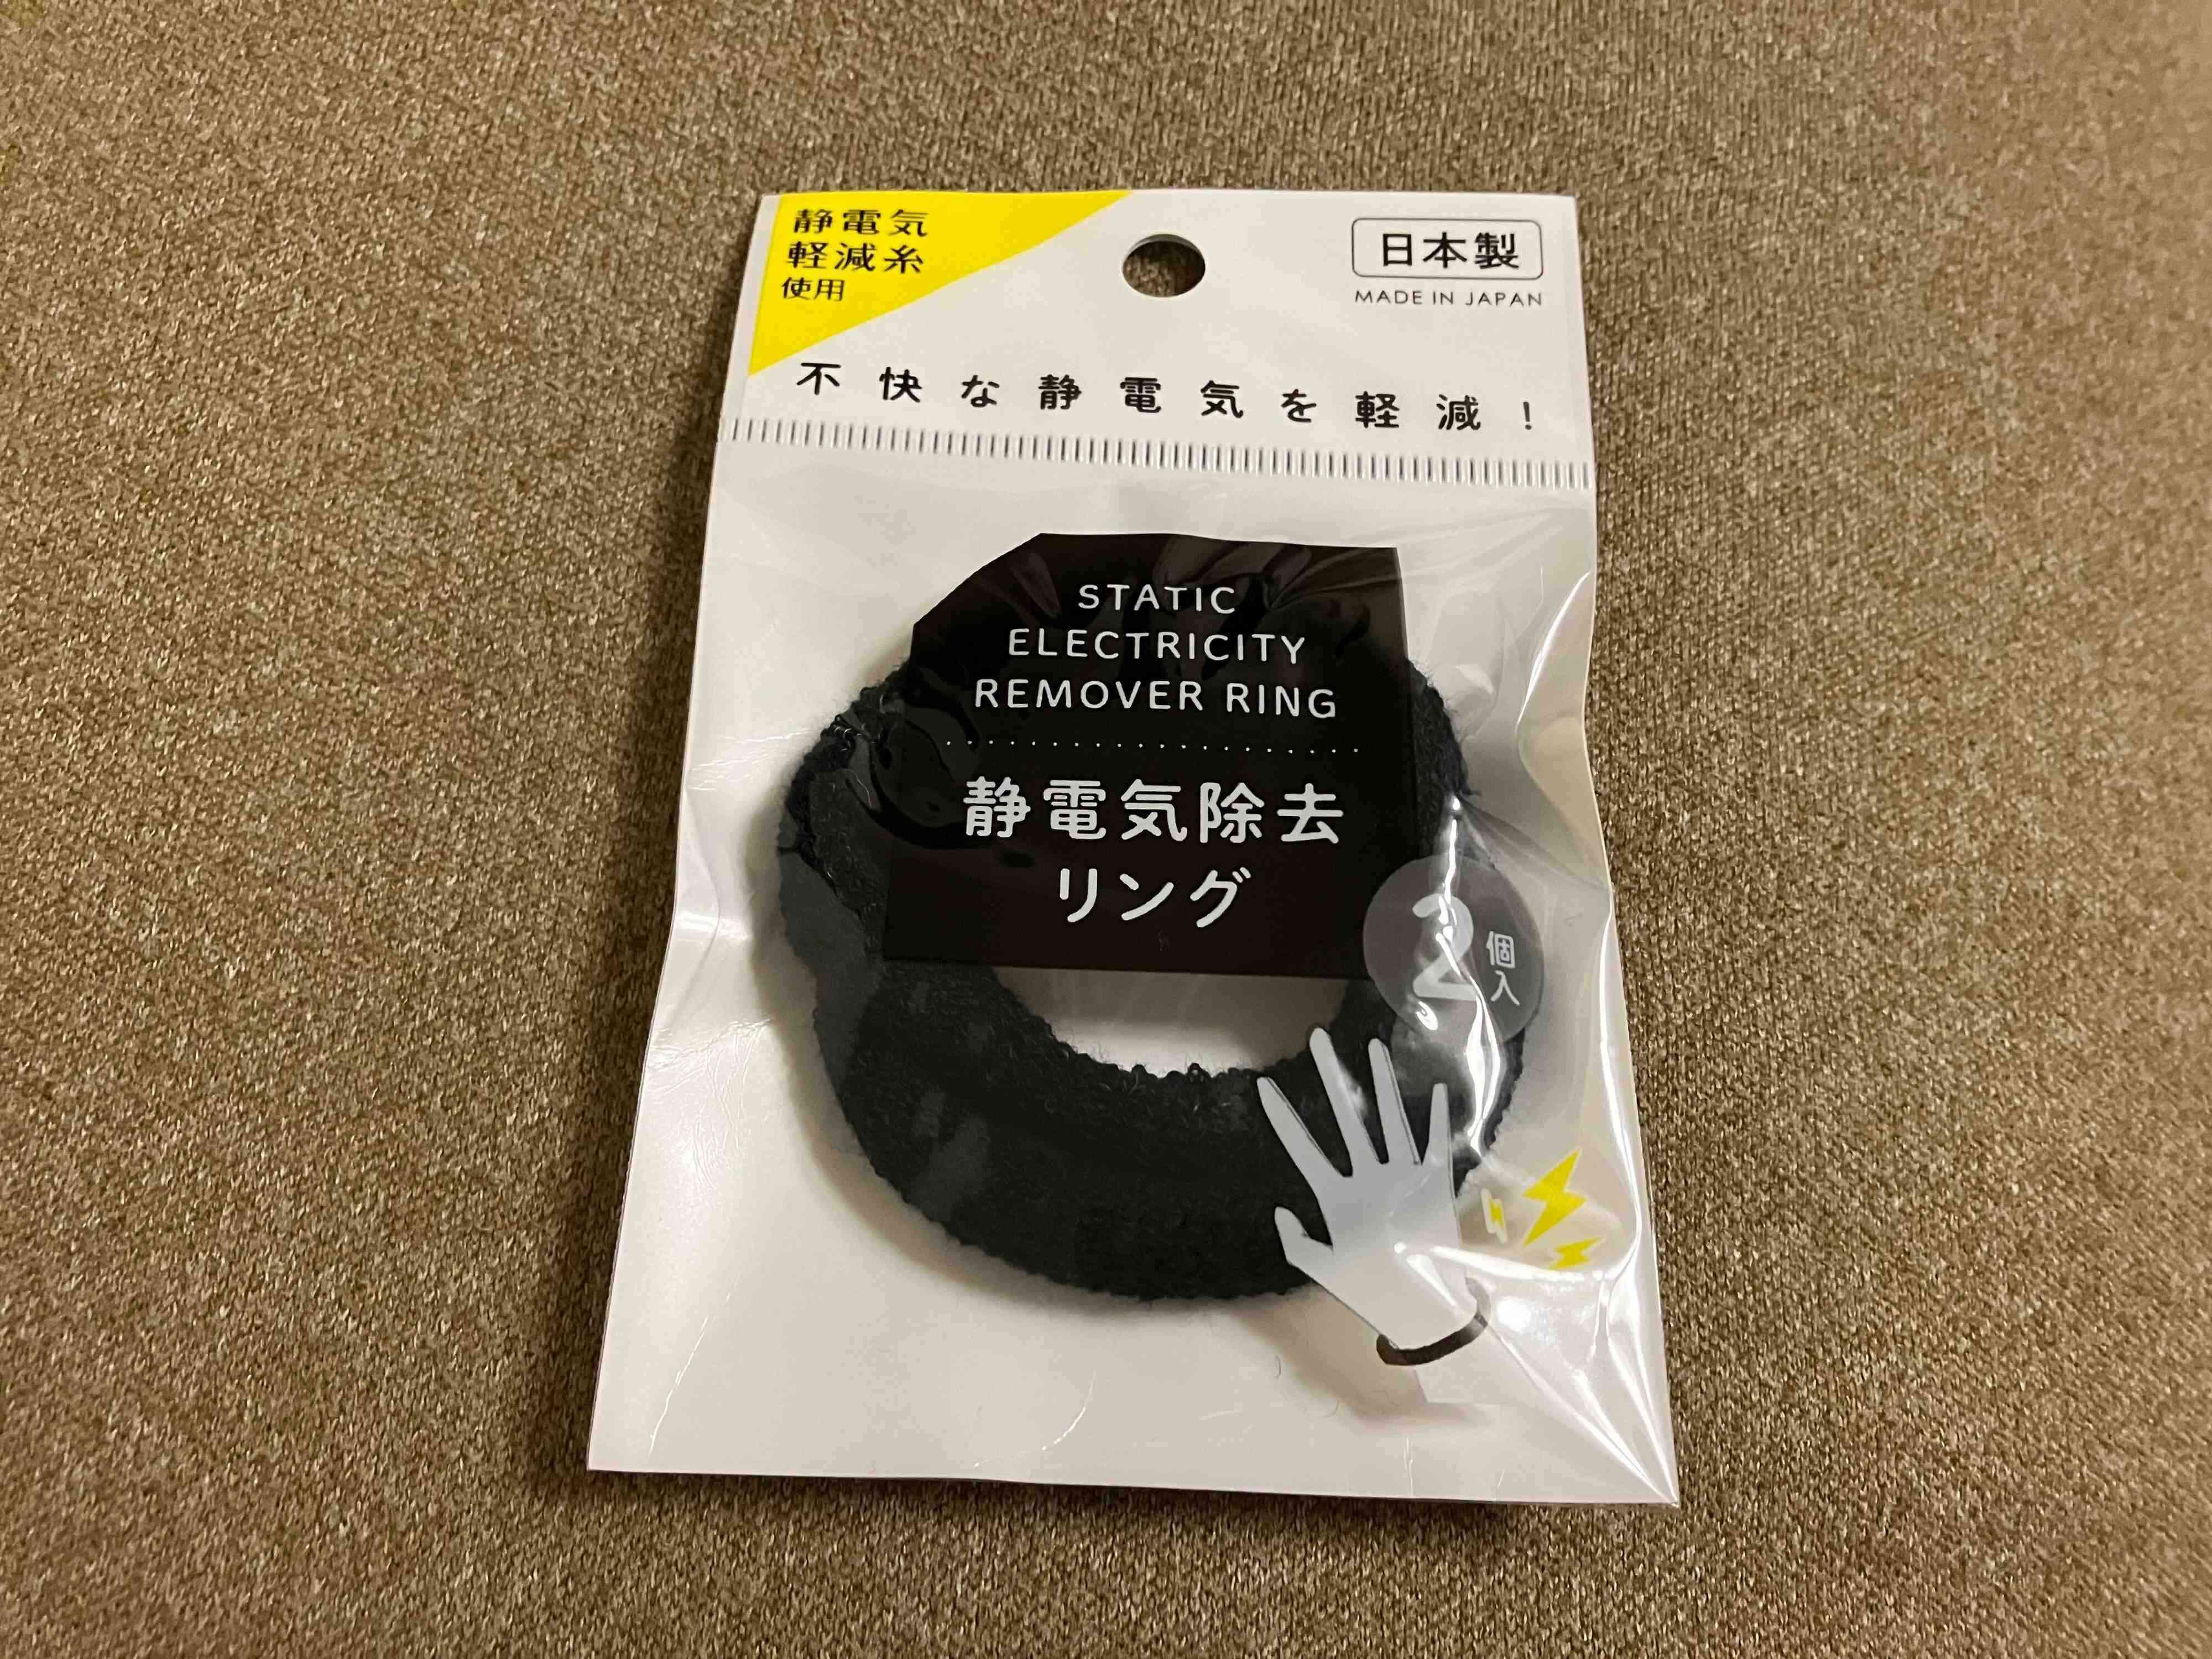 静電気
軽減糸
使用
日本製
MADE IN JAPAN
不快な静電気を軽減!
STATIC
ELECTRICITY
REMOVER RING
静電気除去
リング
2個入